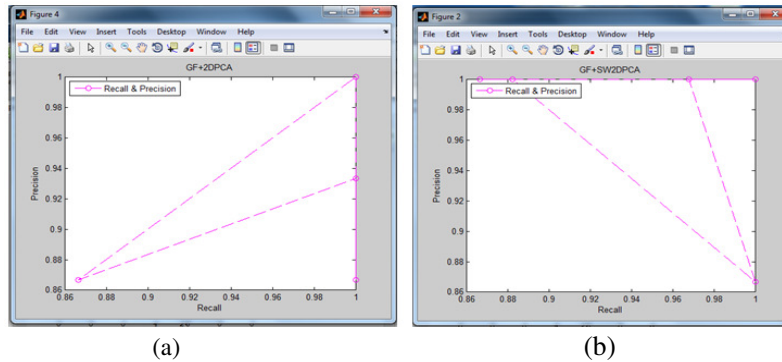 Figure 4
File Edit View Insert Tools Desktop Window Help
GF+2DPCA
Recall & Precision
1
0.98
0.96
0.94
0.92
0.9
0.88
0.86
Precision
0.86 0.88 0.9 0.92 0.94 0.96 0.98 1
Recall
(a)
Figure 2
File Edit View Insert Tools Desktop Window Help
GF+SW2DPCA
Recall & Precision
1
0.98
0.96
0.94
0.92
0.9
0.88
0.86
Precision
0.86 0.88 0.9 0.92 0.94 0.96 0.98 1
Recall
(b)